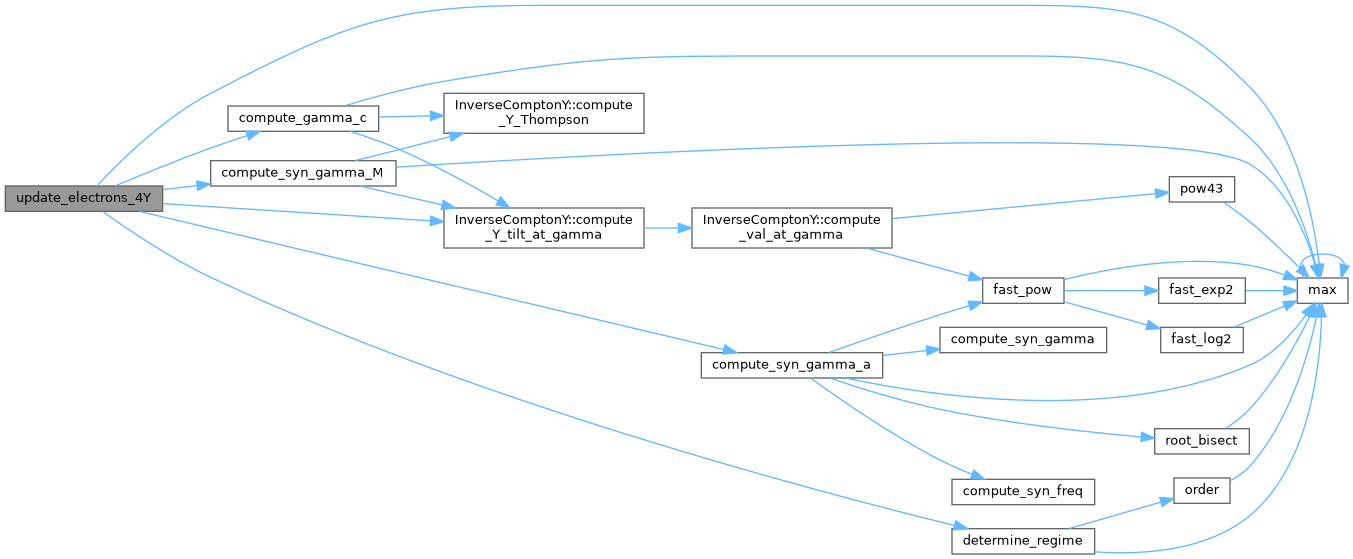 update_electrons_4Y
compute_gamma_c
compute_syn_gamma_M
InverseComptonY::compute
_Y_Thompson
InverseComptonY::compute
_Y_tilt_at_gamma
InverseComptonY::compute
_val_at_gamma
pow43
fast_pow
fast_exp2
max
fast_log2
compute_syn_gamma
compute_syn_gamma_a
root_bisect
compute_syn_freq
order
determine_regime